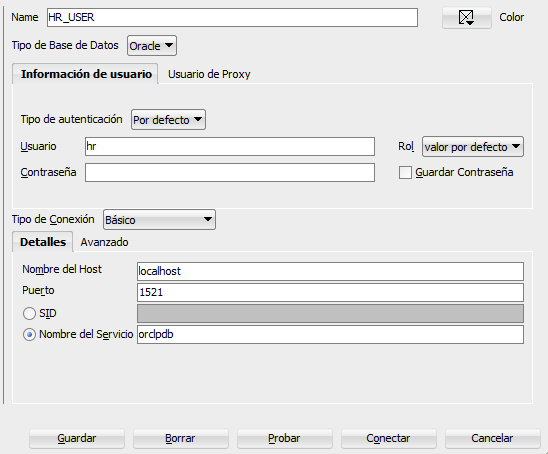 Name HR_USER Color
Tipo de Base de Datos Oracle
Información de usuario Usuario de Proxy
Tipo de autenticación Por defecto
Usuario hr Rol valor por defecto
Contraseña Guardar Contraseña
Tipo de Conexión Básico
Detalles Avanzado
Nombre del Host localhost
Puerto 1521
SID
Nombre del Servicio orclpdb
Guardar Borrar Probar Conectar Cancelar